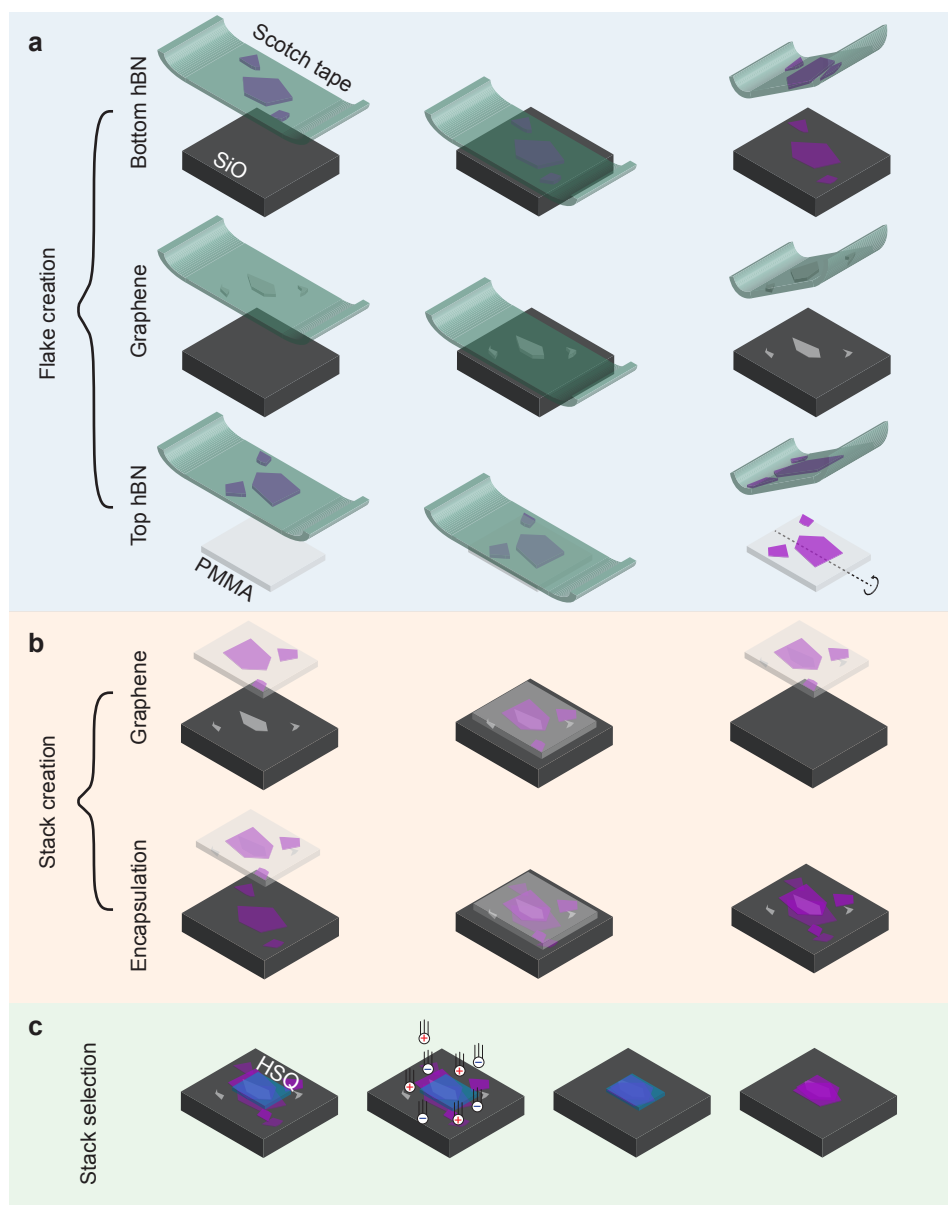 a
Flake creation
Bottom hBN
Scotch tape
SiO
Graphene
Top hBN
PMMA
b
Stack creation
Graphene
Encapsulation
c
Stack selection
HSQ
+
−
+
−
+
−
−
+